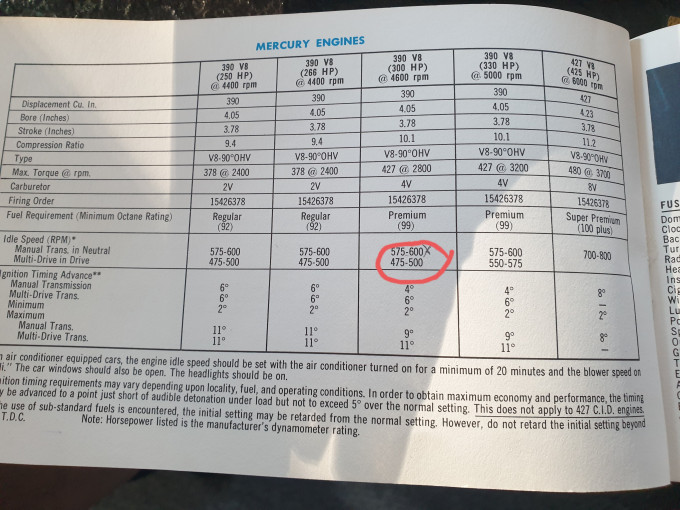 MERCURY ENGINES
390 V8 (250 HP) @ 4400 rpm 390 V8 (266 HP) @ 4400 rpm 390 V8 (300 HP) @ 4600 rpm 390 V8 (330 HP) @ 5000 rpm 427 V8 (425 HP) @ 6000 rpm
Displacement Cu. In. 390 390 390 390 427
Bore (Inches) 4.05 4.05 4.05 4.05 4.23
Stroke (Inches) 3.78 3.78 3.78 3.78 3.78
Compression Ratio 9.4 9.4 10.1 10.1 11.2
Type V8-90°OHV V8-90°OHV V8-90°OHV V8-90°OHV V8-90°OHV
Max. Torque @ rpm. 378 @ 2400 378 @ 2400 427 @ 2800 427 @ 3200 480 @ 3700
Carburetor 2V 2V 4V 4V 8V
Firing Order 15426378 15426378 15426378 15426378 15426378
Fuel Requirement (Minimum Octane Rating) Regular (92) Regular (92) Premium (99) Premium (99) Super Premium (100 plus)
Idle Speed (RPM)*
Manual Trans. in Neutral 575-600 575-600 575-600X 575-600 700-800
Multi-Drive in Drive 475-500 475-500 475-500 550-575
Ignition Timing Advance**
Manual Transmission 6° 6° 4° 4° 8°
Multi-Drive Trans. 6° 6° 6° 6° —
Minimum 2° 2° 2° 2° 2°
Maximum
Manual Trans. 11° 11° 9° 9° 8°
Multi-Drive Trans. 11° 11° 11° 11° —
n air conditioner equipped cars, the engine idle speed should be set with the air conditioner turned on for a minimum of 20 minutes and the blower speed on
." The car windows should also be open. The headlights should be on.
ition timing requirements may vary depending upon locality, fuel, and operating conditions. In order to obtain maximum economy and performance, the timing
y be advanced to a point just short of audible detonation under load but not to exceed 5° over the normal setting. This does not apply to 427 C.I.D. engines.
he use of sub-standard fuels is encountered, the initial setting may be retarded from the normal setting. However, do not retard the initial setting beyond
T.D.C. Note: Horsepower listed is the manufacturer's dynamometer rating.
FUS
Dom
Cloc
Bac
Tur
Rad
Hea
Ins
Cig
Wi
Lu